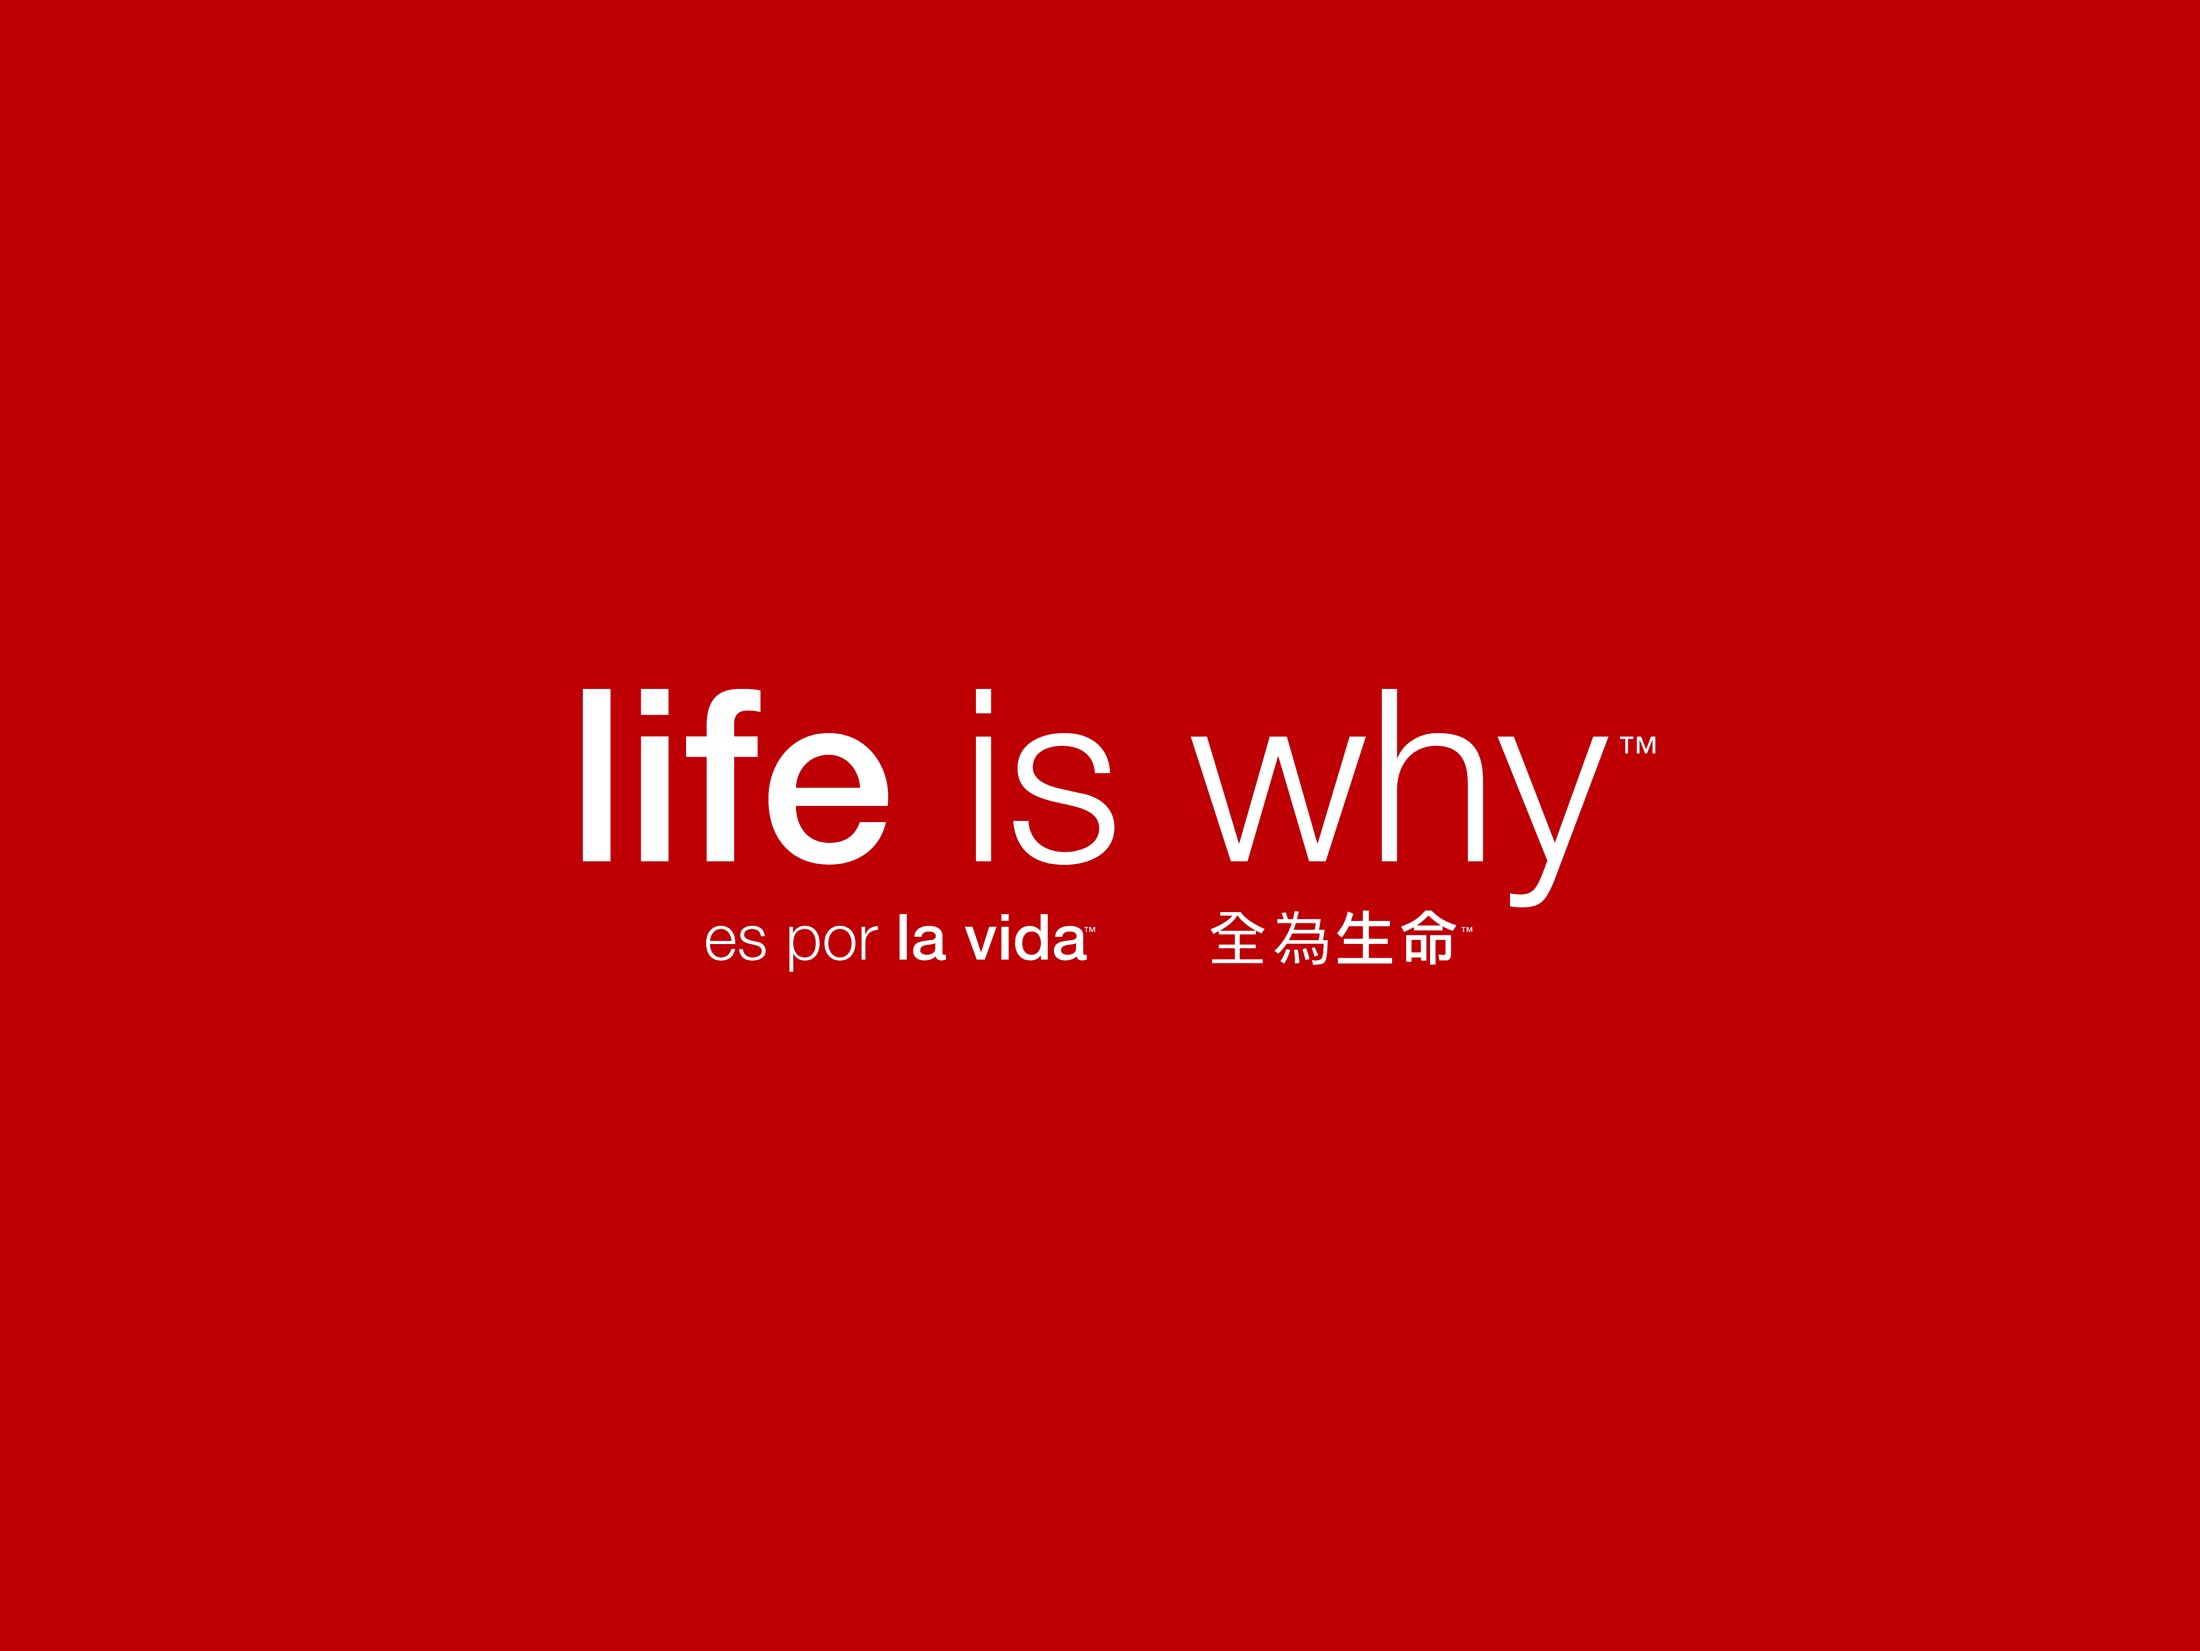 life is why™
es por la vida™ 全為生命™